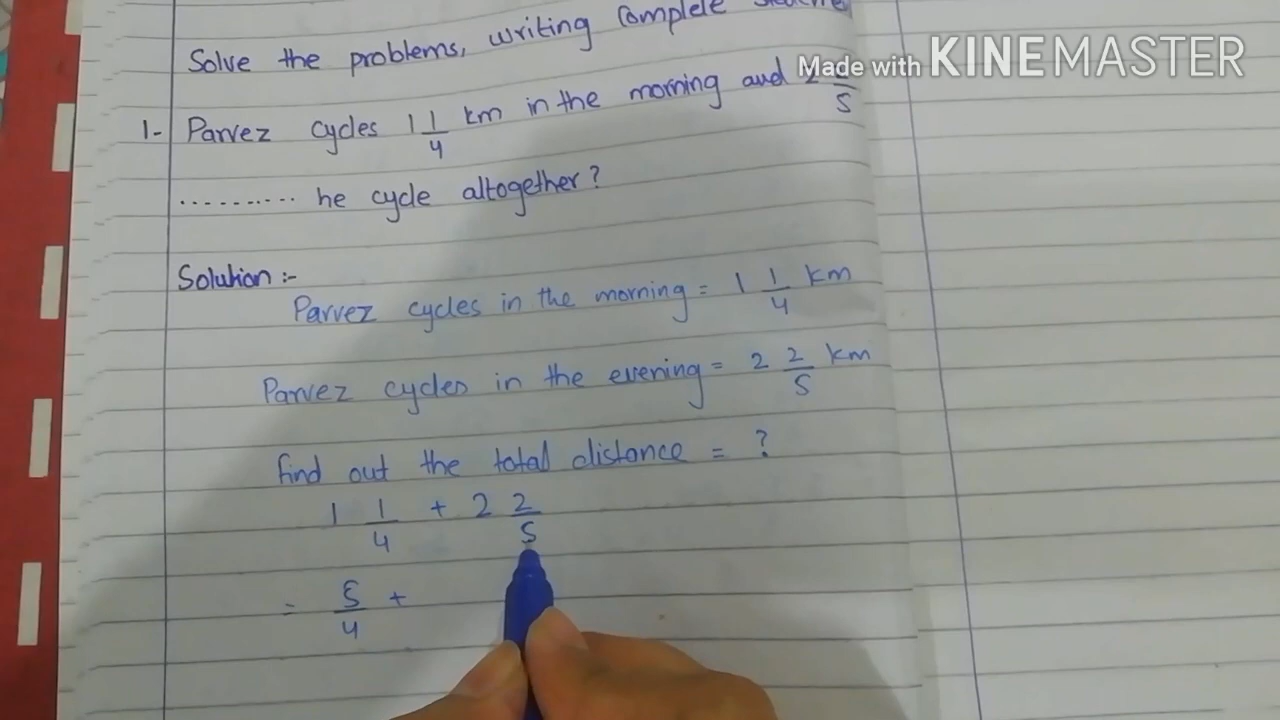 Solve the problems, writing complete
Made with KINEMASTER
1- Parvez cycles 1 1/4 km in the morning and 2 2/5
.......... he cycle altogether?
Solution :-
Parvez cycles in the morning = 1 1/4 km
Parvez cycles in the evening = 2 2/5 km
find out the total distance = ?
1 1/4 + 2 2/5
= 5/4 +